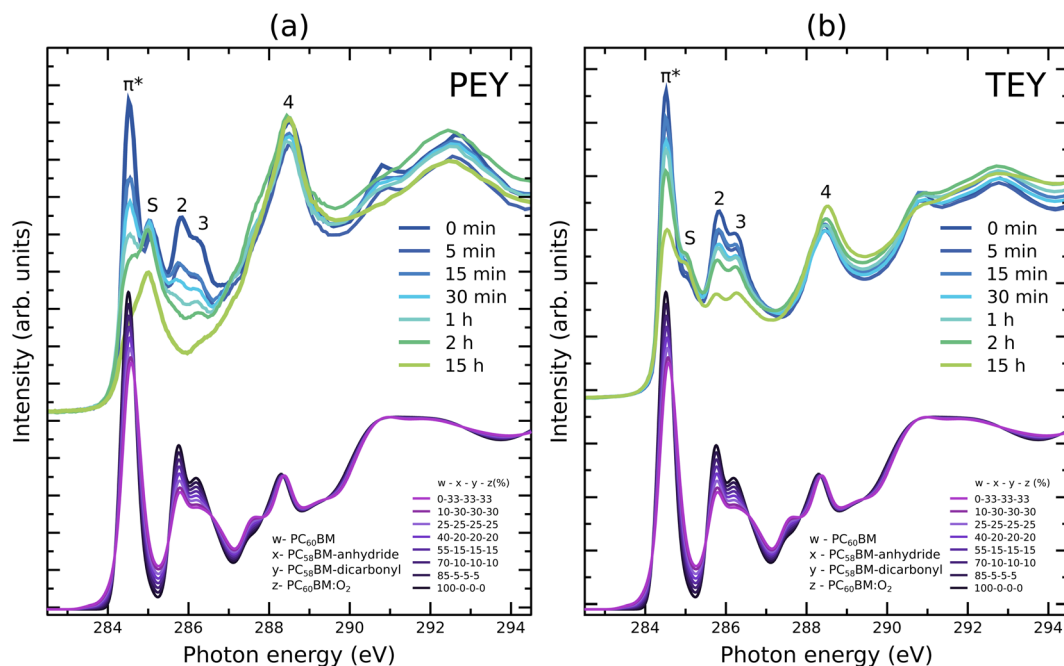 (a)
PEY
π*
S
2
3
4
0 min
5 min
15 min
30 min
1 h
2 h
15 h
w - x - y - z(%)
0-33-33-33
10-30-30-30
25-25-25-25
40-20-20-20
55-15-15-15
70-10-10-10
85-5-5-5
100-0-0-0
w- PC₆₀BM
x- PC₅₈BM-anhydride
y- PC₅₈BM-dicarbonyl
z- PC₆₀BM:O₂
Intensity (arb. units)
284 286 288 290 292 294
Photon energy (eV)
(b)
TEY
π*
S
2
3
4
0 min
5 min
15 min
30 min
1 h
2 h
15 h
w - x - y - z(%)
0-33-33-33
10-30-30-30
25-25-25-25
40-20-20-20
55-15-15-15
70-10-10-10
85-5-5-5
100-0-0-0
w - PC₆₀BM
x - PC₅₈BM-anhydride
y - PC₅₈BM-dicarbonyl
z - PC₆₀BM:O₂
Intensity (arb. units)
284 286 288 290 292 294
Photon energy (eV)